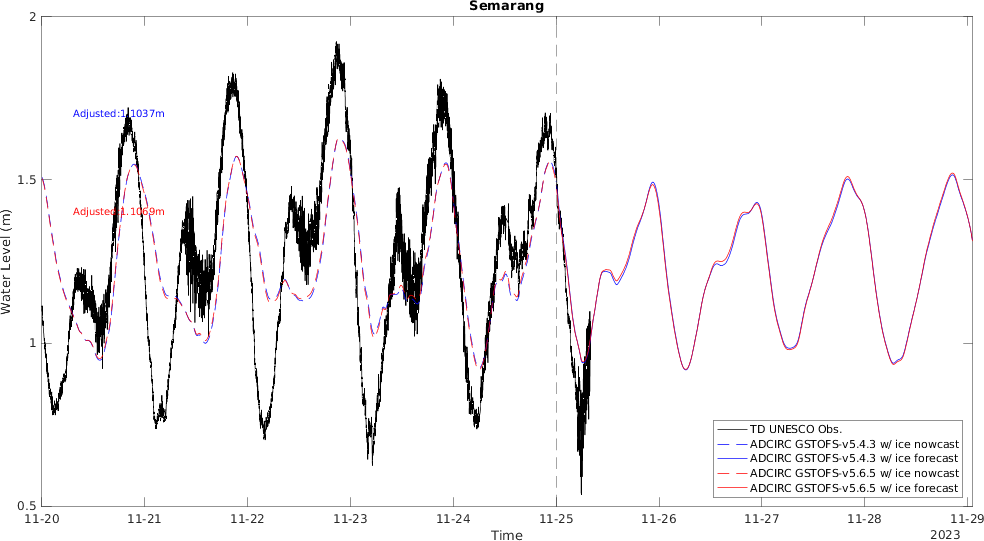 Semarang
2
Adjusted:1.1037m
1.5
Adjusted:1.1069m
Water Level (m)
1
TD UNESCO Obs.
ADCIRC GSTOFS-v5.4.3 w/ ice nowcast
ADCIRC GSTOFS-v5.4.3 w/ ice forecast
ADCIRC GSTOFS-v5.6.5 w/ ice nowcast
ADCIRC GSTOFS-v5.6.5 w/ ice forecast
0.5
11-20 11-21 11-22 11-23 11-24 11-25 11-26 11-27 11-28 11-29
Time
2023